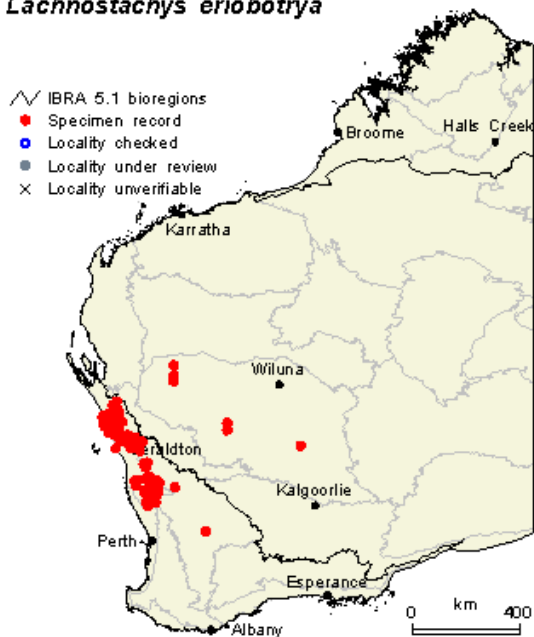 Lachnostachys eriobotrya
IBRA 5.1 bioregions
Specimen record
Locality checked
Locality under review
Locality unverifiable
Broome
Halls Creek
Karratha
Wiluna
eraldton
Kalgoorlie
Perth
Esperance
Albany
km
0 400